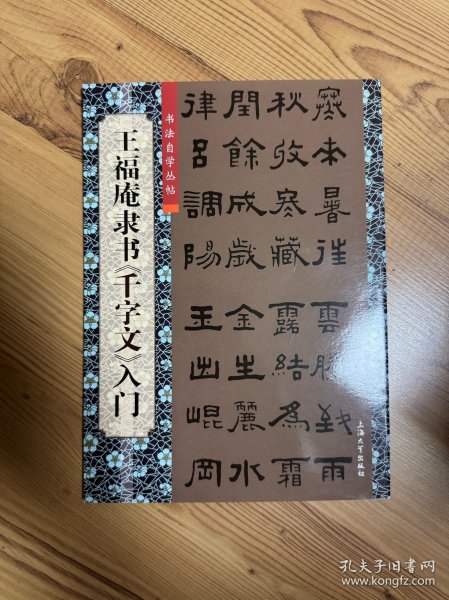 王福庵隶书《千字文》入门
书法自学丛帖
寒來暑往雲騰致雨
秋收冬藏露結為霜
閏餘成歲金生麗水
律呂調陽玉出崐岡
上海大学出版社
孔夫子旧书网
www.kongfz.com